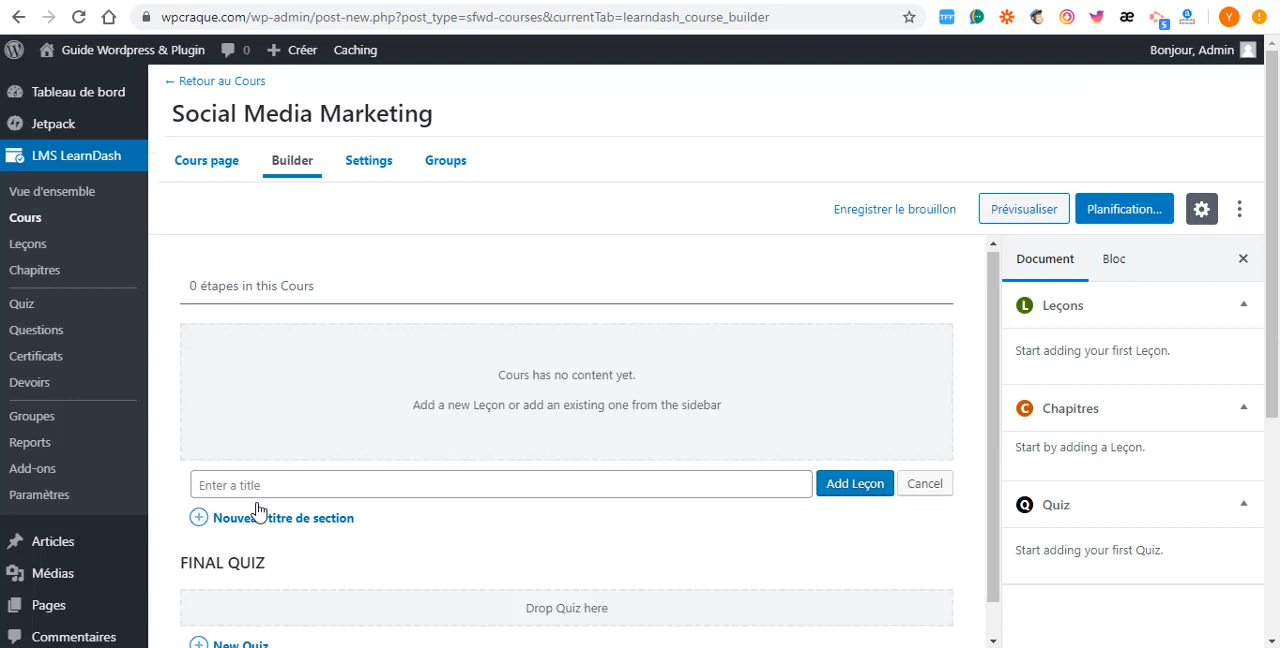 wpcraque.com/wp-admin/post-new.php?post_type=sfwd-courses&currentTab=learndash_course_builder
TFF
æ
5
Y
Guide Wordpress & Plugin
0
Créer
Caching
Bonjour, Admin
Tableau de bord
Jetpack
LMS LearnDash
Vue d'ensemble
Cours
Leçons
Chapitres
Quiz
Questions
Certificats
Devoirs
Groupes
Reports
Add-ons
Paramètres
Articles
Médias
Pages
Commentaires
← Retour au Cours
Social Media Marketing
Cours page
Builder
Settings
Groups
Enregistrer le brouillon
Prévisualiser
Planification...
0 étapes in this Cours
Cours has no content yet.
Add a new Leçon or add an existing one from the sidebar
Enter a title
Add Leçon
Cancel
Nouveau titre de section
FINAL QUIZ
Drop Quiz here
New Quiz
Document
Bloc
L Leçons
Start adding your first Leçon.
C Chapitres
Start by adding a Leçon.
Q Quiz
Start adding your first Quiz.